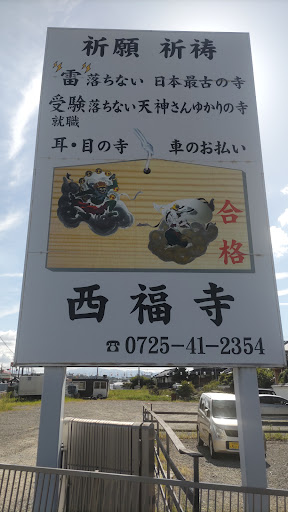 祈願 祈祷
"雷"落ちない 日本最古の寺
受験落ちない天神さんゆかりの寺
就職
耳・目の寺 車のお払い
合格
西福寺
☎0725-41-2354